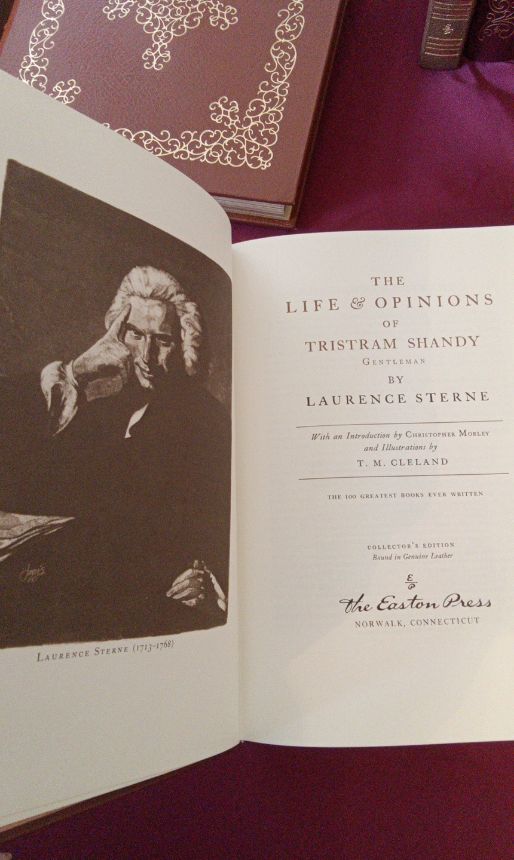 LAURENCE STERNE (1713-1768)
THE
LIFE & OPINIONS
OF
TRISTRAM SHANDY
GENTLEMAN
BY
LAURENCE STERNE
With an Introduction by CHRISTOPHER MORLEY
and Illustrations by
T. M. CLELAND
THE 100 GREATEST BOOKS EVER WRITTEN
COLLECTOR'S EDITION
Bound in Genuine Leather
E
P
The Easton Press
NORWALK, CONNECTICUT